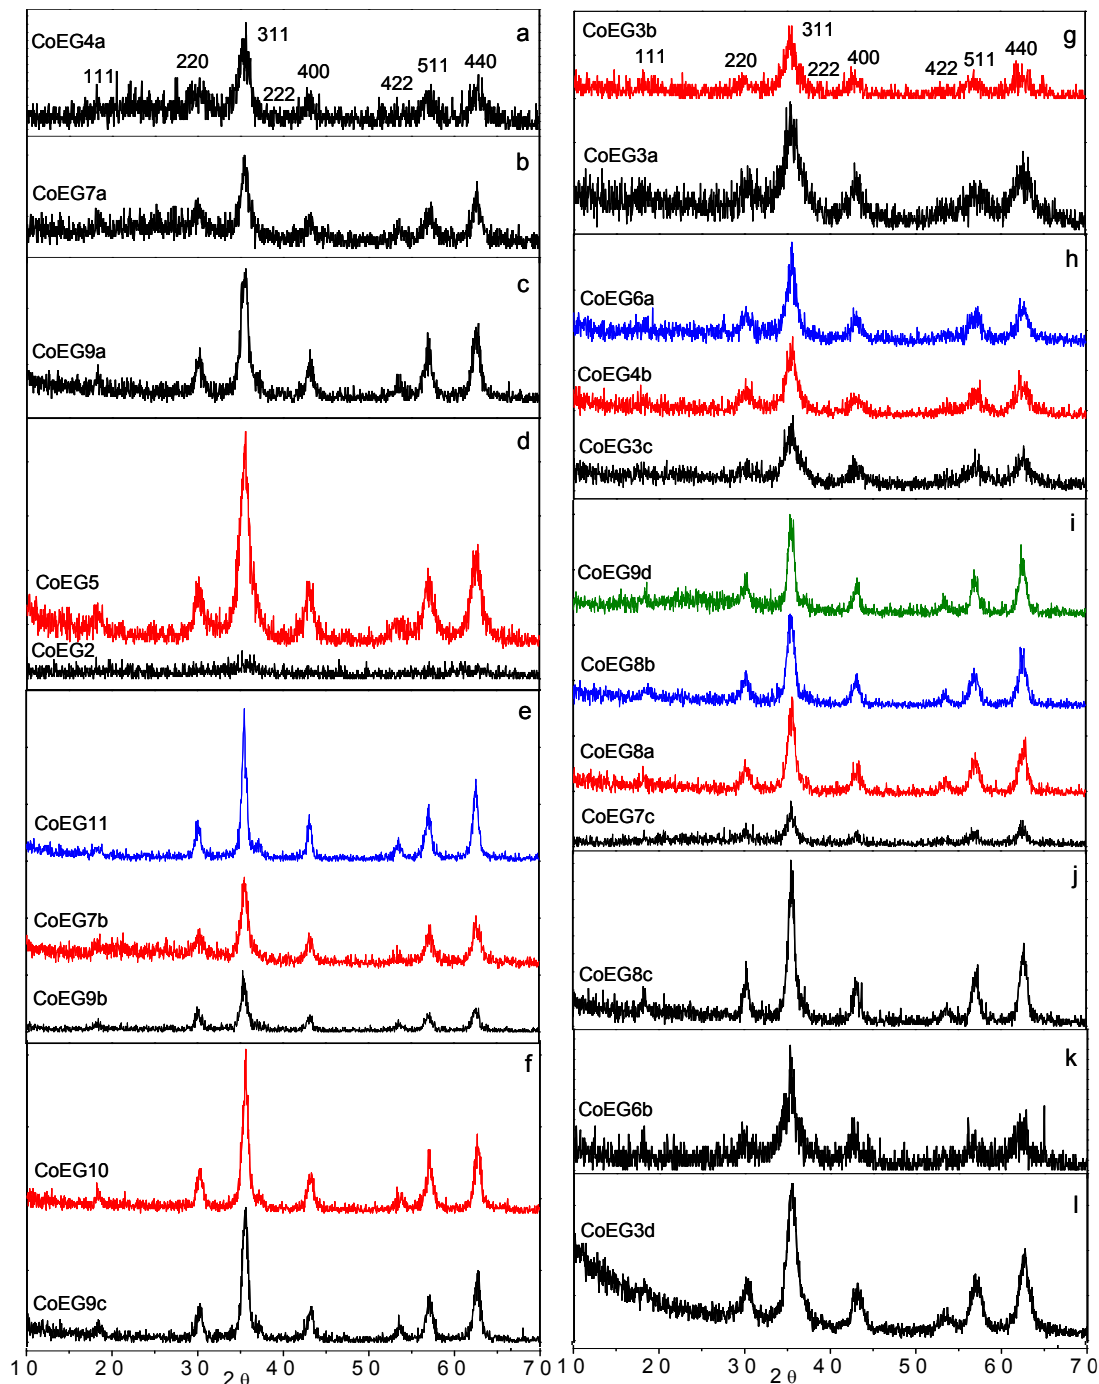 CoEG4a
a
111
220
311
222
400
422
511
440
b
CoEG7a
c
CoEG9a
d
CoEG5
CoEG2
e
CoEG11
CoEG7b
CoEG9b
f
CoEG10
CoEG9c
10 20 30 40 50 60 70
2 θ
CoEG3b
g
111
220
311
222
400
422
511
440
CoEG3a
h
CoEG6a
CoEG4b
CoEG3c
i
CoEG9d
CoEG8b
CoEG8a
CoEG7c
j
CoEG8c
k
CoEG6b
l
CoEG3d
10 20 30 40 50 60 70
2 θ